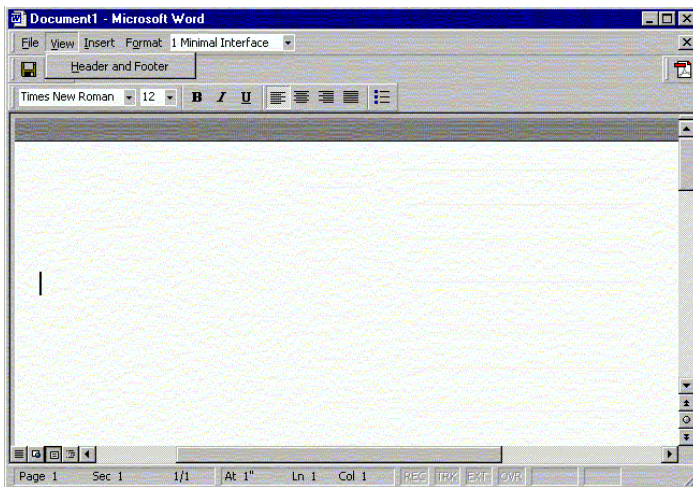 Document1 - Microsoft Word
File View Insert Format 1 Minimal Interface
Header and Footer
Times New Roman 12 B I U
Page 1 Sec 1 1/1 At 1" Ln 1 Col 1 REC TRK EXT OVR